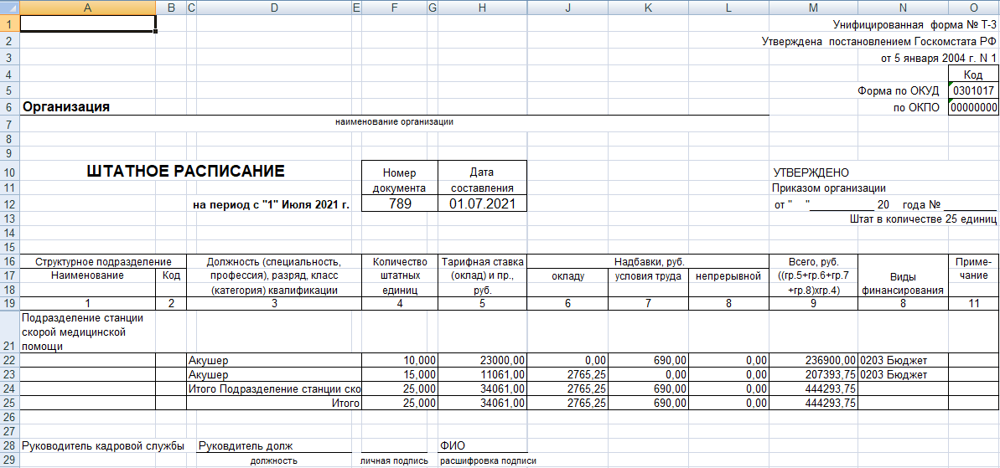 A B C D E F G H J K L M N O
1 Унифицированная форма № Т-3
2 Утверждена постановлением Госкомстата РФ
3 от 5 января 2004 г. N 1
4 Код
5 Форма по ОКУД 0301017
6 Организация по ОКПО 00000000
7 наименование организации
8
9
10 ШТАТНОЕ РАСПИСАНИЕ Номер Дата УТВЕРЖДЕНО
11 документа составления Приказом организации
12 на период с "1" Июля 2021 г. 789 01.07.2021 от " "___________ 20 года № _________
13 Штат в количестве 25 единиц
14
15
16 Структурное подразделение Должность (специальность, Количество Тарифная ставка Надбавки, руб. Всего, руб. Приме-
17 Наименование Код профессия), разряд, класс штатных (оклад) и пр., окладу условия труда непрерывной ((гр.5+гр.6+гр.7 Виды чание
18 (категория) квалификации единиц руб. +гр.8)хгр.4) финансирования
19 1 2 3 4 5 6 7 8 9 8 11
Подразделение станции
скорой медицинской
21 помощи
22 Акушер 10,000 23000,00 0,00 690,00 0,00 236900,00 0203 Бюджет
23 Акушер 15,000 11061,00 2765,25 0,00 0,00 207393,75 0203 Бюджет
24 Итого Подразделение станции ско 25,000 34061,00 2765,25 690,00 0,00 444293,75
25 Итого 25,000 34061,00 2765,25 690,00 0,00 444293,75
26
27
28 Руководитель кадровой службы Руковдитель долж ФИО
29 должность личная подпись расшифровка подписи